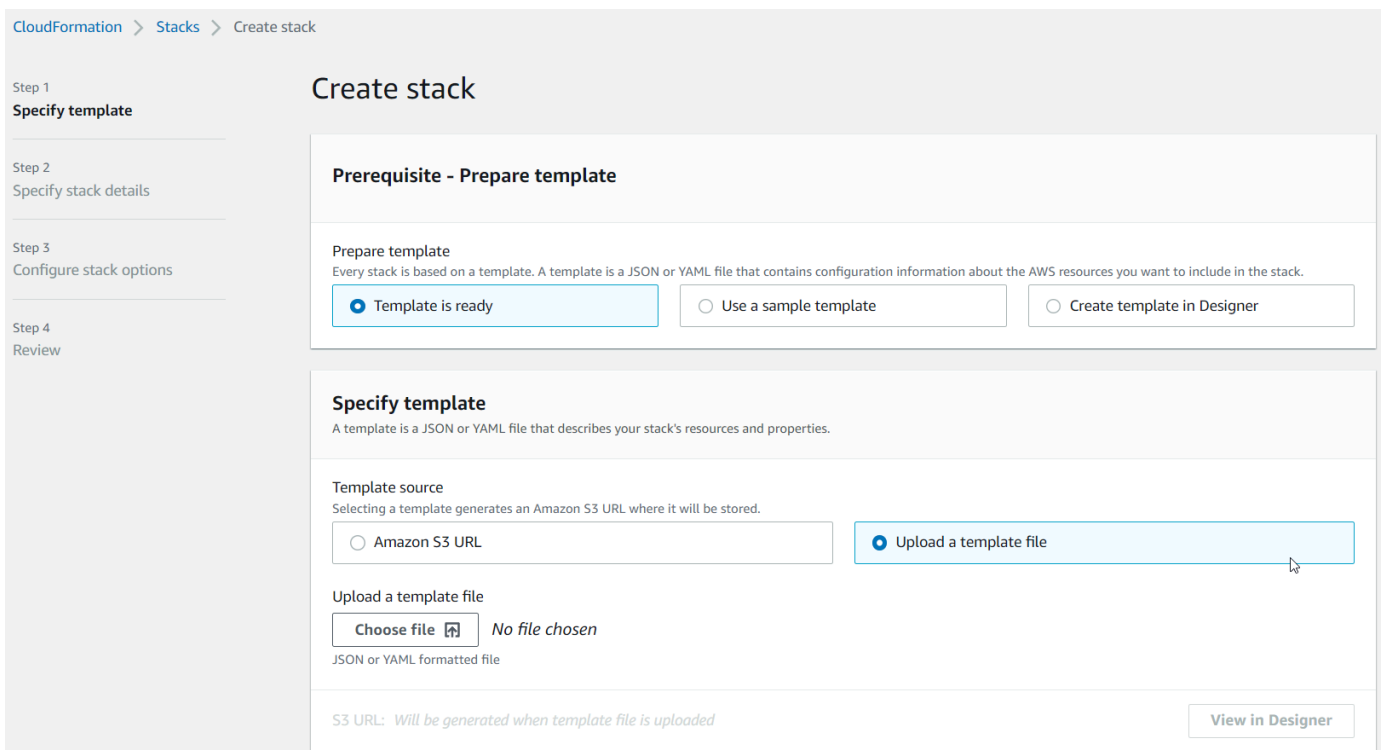 CloudFormation > Stacks > Create stack
Step 1
Specify template
Step 2
Specify stack details
Step 3
Configure stack options
Step 4
Review
Create stack
Prerequisite - Prepare template
Prepare template
Every stack is based on a template. A template is a JSON or YAML file that contains configuration information about the AWS resources you want to include in the stack.
Template is ready
Use a sample template
Create template in Designer
Specify template
A template is a JSON or YAML file that describes your stack's resources and properties.
Template source
Selecting a template generates an Amazon S3 URL where it will be stored.
Amazon S3 URL
Upload a template file
Upload a template file
Choose file
No file chosen
JSON or YAML formatted file
S3 URL: Will be generated when template file is uploaded
View in Designer